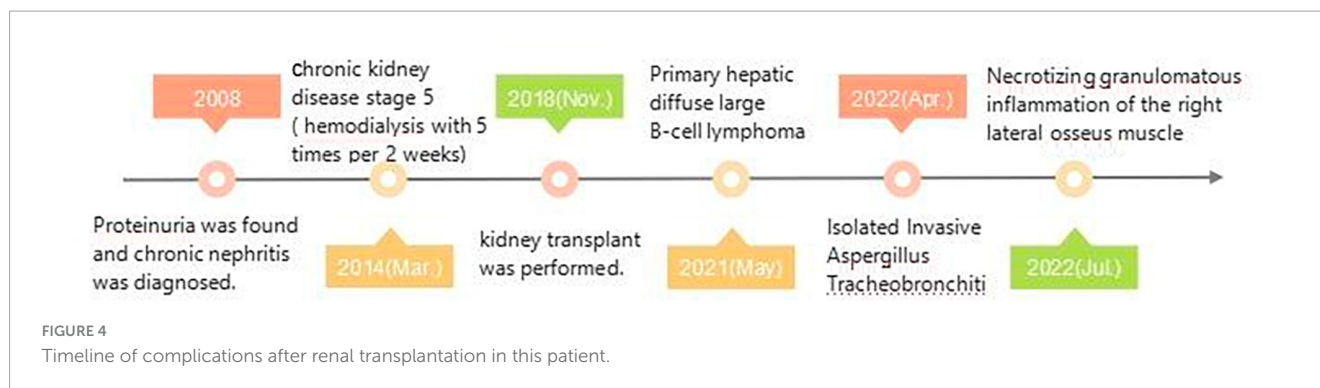 2008
Proteinuria was found
and chronic nephritis
was diagnosed.
chronic kidney
disease stage 5
( hemodialysis with 5
times per 2 weeks)
2014(Mar.)
2018(Nov.)
kidney transplant
was performed.
Primary hepatic
diffuse large
B-cell lymphoma
2021(May)
2022(Apr.)
Isolated Invasive
Aspergillus
Tracheobronchiti
Necrotizing granulomatous
inflammation of the right
lateral osseus muscle
2022(Jul.)
FIGURE 4
Timeline of complications after renal transplantation in this patient.